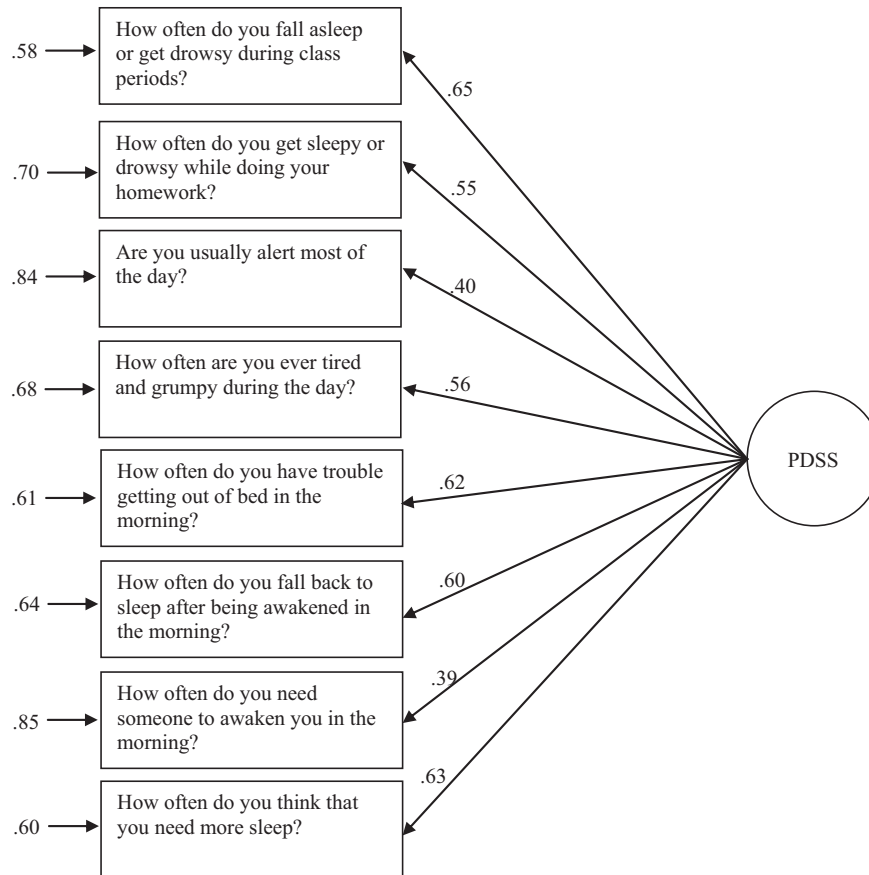 How often do you fall asleep
or get drowsy during class
periods?
.58
.65
How often do you get sleepy or
drowsy while doing your
homework?
.70
.55
Are you usually alert most of
the day?
.84
.40
How often are you ever tired
and grumpy during the day?
.68
.56
PDSS
How often do you have trouble
getting out of bed in the
morning?
.61
.62
How often do you fall back to
sleep after being awakened in
the morning?
.64
.60
How often do you need
someone to awaken you in the
morning?
.85
.39
How often do you think that
you need more sleep?
.60
.63